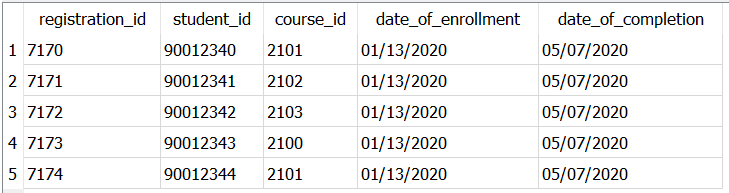 registration_id student_id course_id date_of_enrollment date_of_completion
1 7170 90012340 2101 01/13/2020 05/07/2020
2 7171 90012341 2102 01/13/2020 05/07/2020
3 7172 90012342 2103 01/13/2020 05/07/2020
4 7173 90012343 2100 01/13/2020 05/07/2020
5 7174 90012344 2101 01/13/2020 05/07/2020